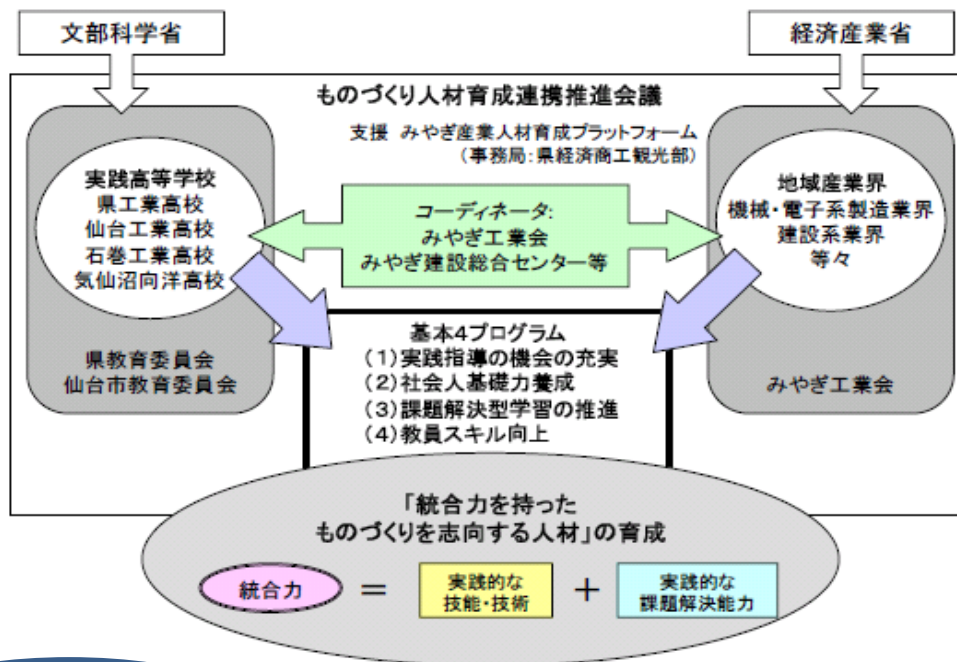 文部科学省
経済産業省
ものづくり人材育成連携推進会議
支援 みやぎ産業人材育成プラットフォーム
(事務局:県経済商工観光部)
実践高等学校
県工業高校
仙台工業高校
石巻工業高校
気仙沼向洋高校
県教育委員会
仙台市教育委員会
コーディネータ:
みやぎ工業会
みやぎ建設総合センター等
地域産業界
機械・電子系製造業界
建設系業界
等々
みやぎ工業会
基本4プログラム
(1)実践指導の機会の充実
(2)社会人基礎力養成
(3)課題解決型学習の推進
(4)教員スキル向上
「統合力を持った
ものづくりを志向する人材」の育成
統合力 = 実践的な
技能・技術 + 実践的な
課題解決能力